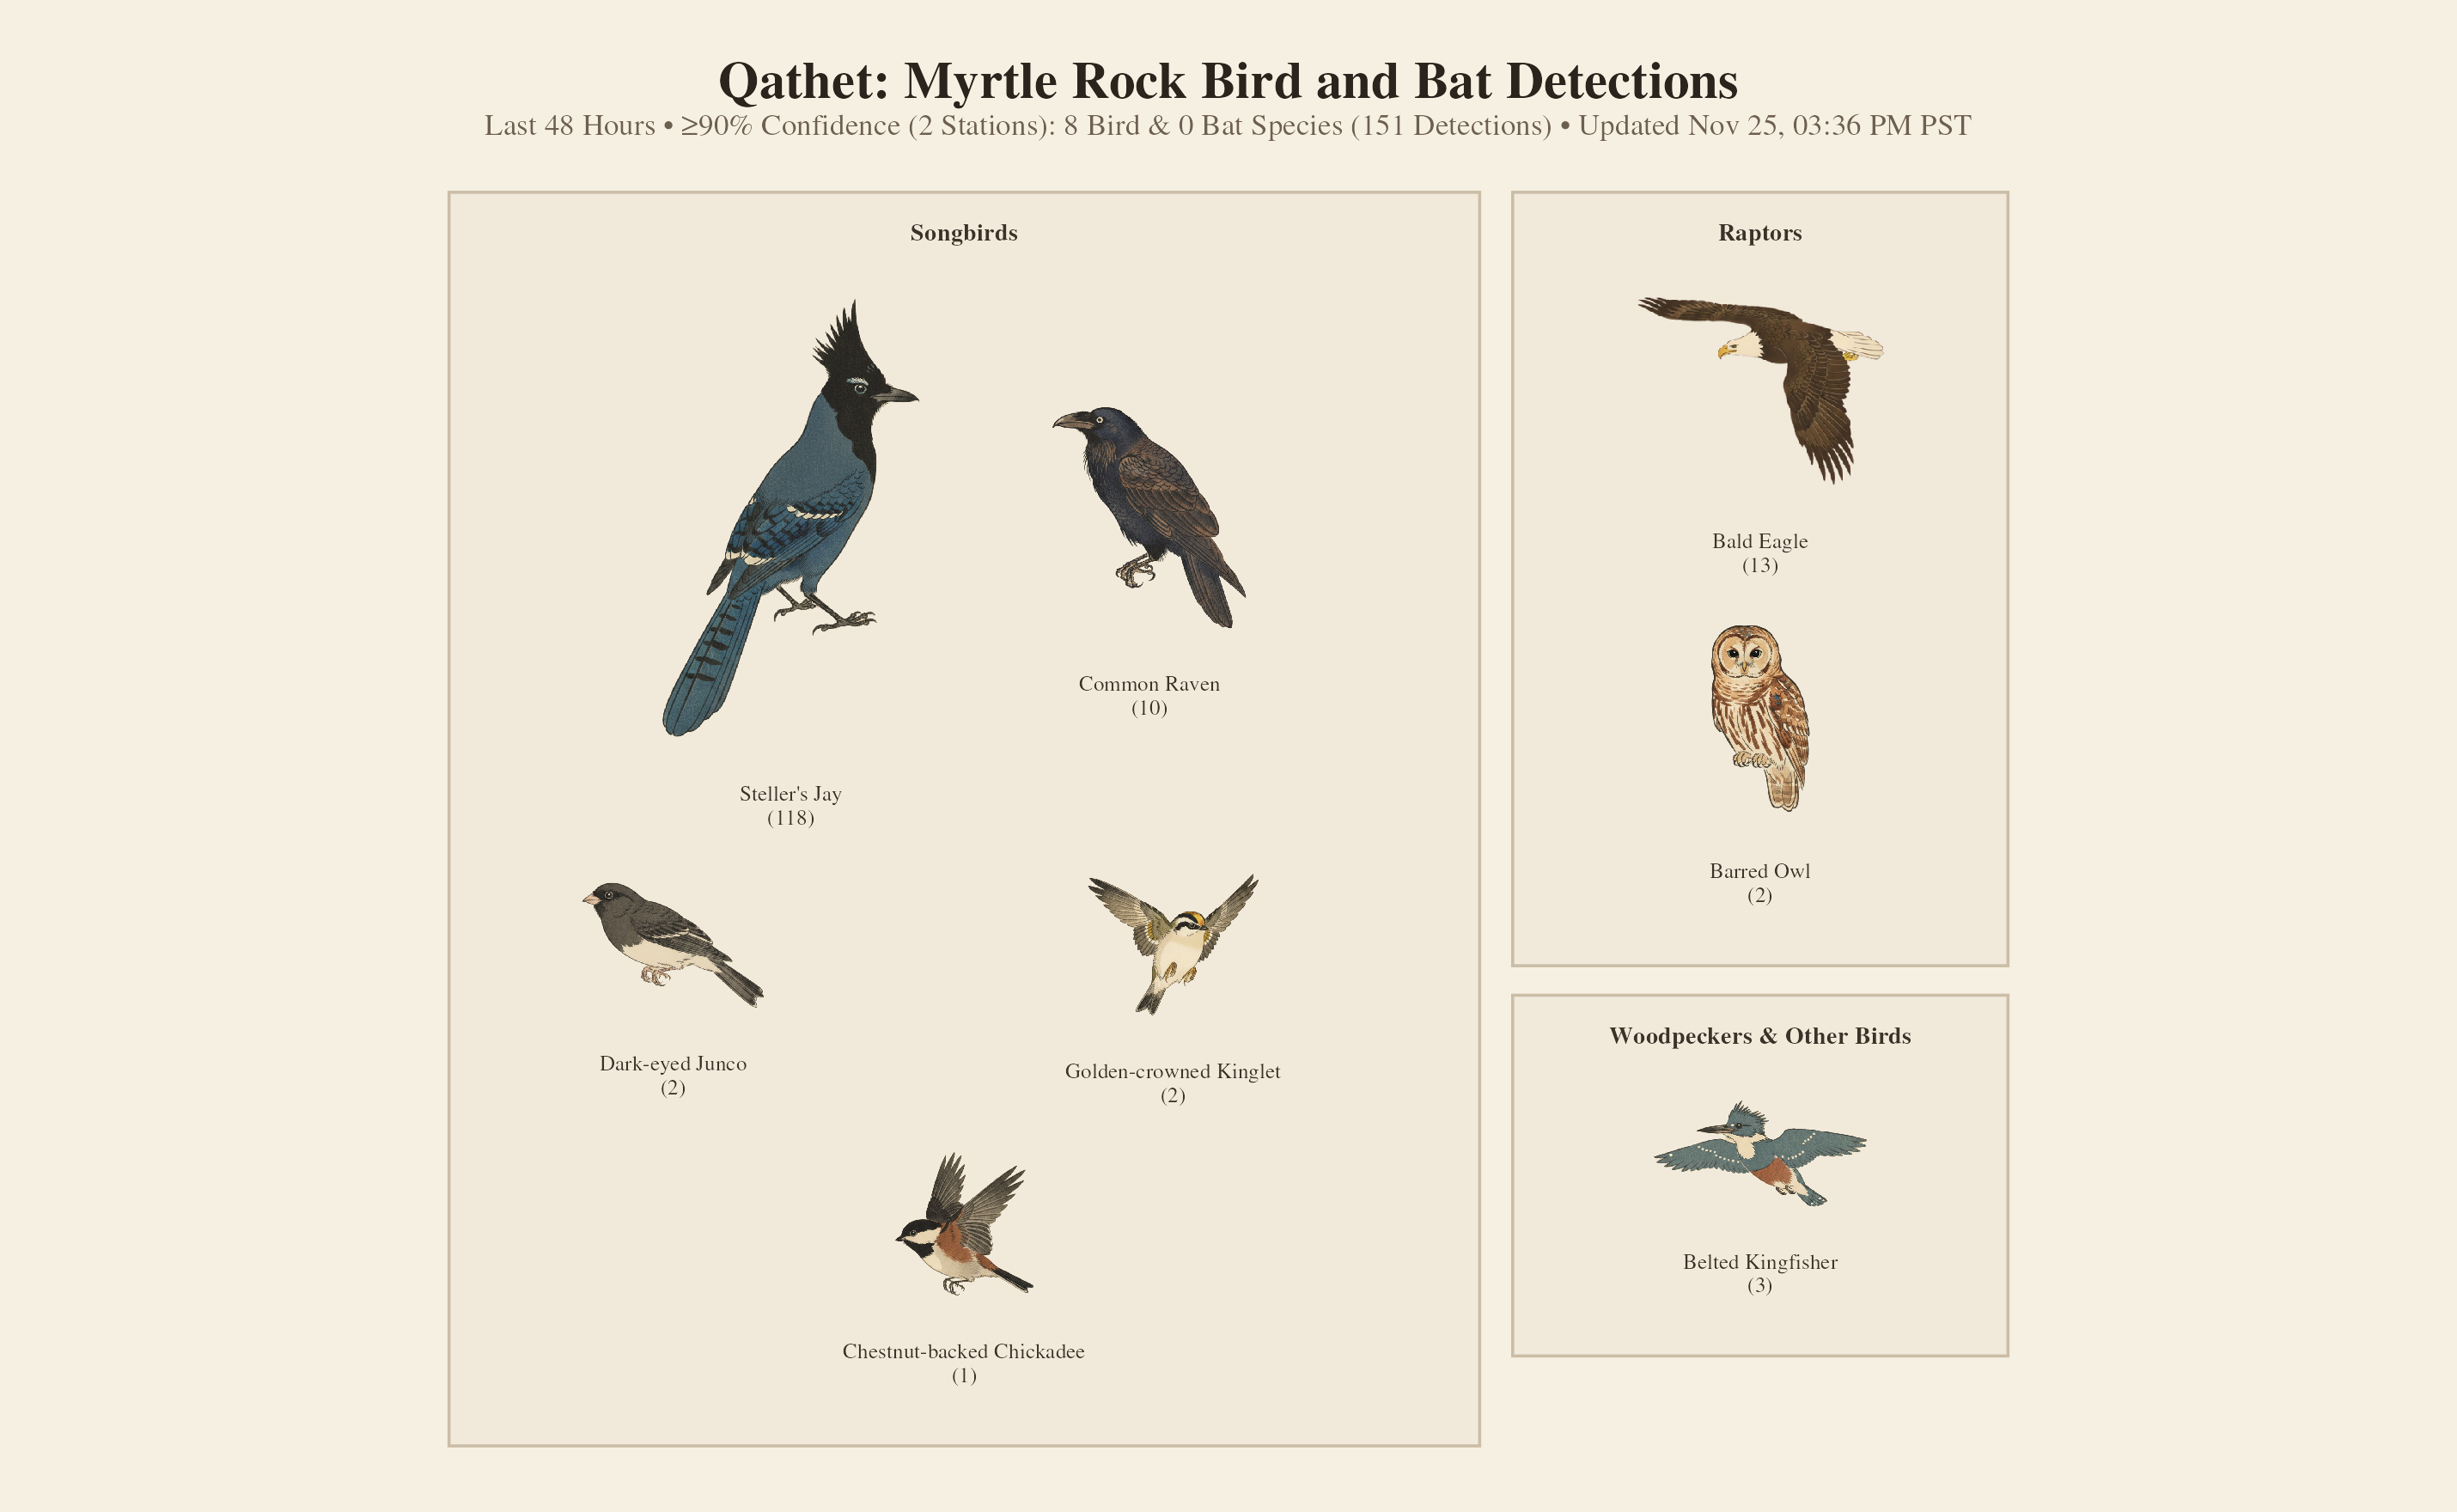 Qathet: Myrtle Rock Bird and Bat Detections
Last 48 Hours • ≥90% Confidence (2 Stations): 8 Bird & 0 Bat Species (151 Detections) • Updated Nov 25, 03:36 PM PST
Songbirds
Steller's Jay
(118)
Common Raven
(10)
Dark-eyed Junco
(2)
Golden-crowned Kinglet
(2)
Chestnut-backed Chickadee
(1)
Raptors
Bald Eagle
(13)
Barred Owl
(2)
Woodpeckers & Other Birds
Belted Kingfisher
(3)